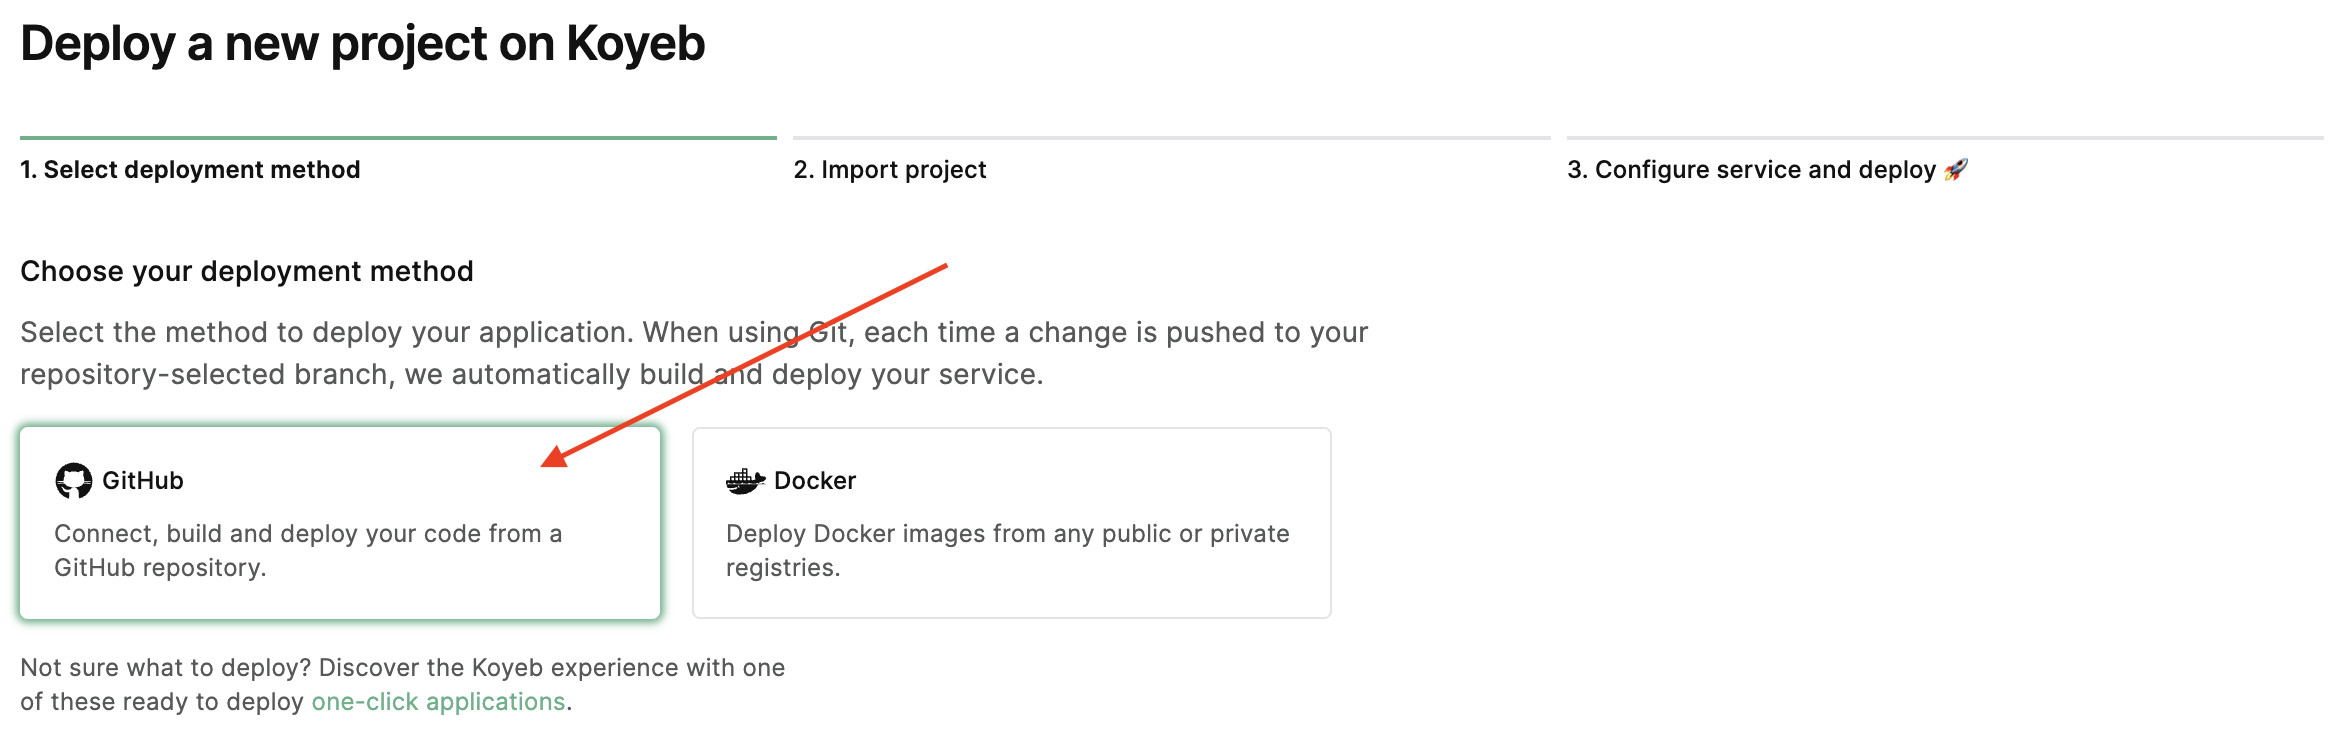 Deploy a new project on Koyeb
1. Select deployment method
2. Import project
3. Configure service and deploy 🚀
Choose your deployment method
Select the method to deploy your application. When using Git, each time a change is pushed to your
repository-selected branch, we automatically build and deploy your service.
GitHub
Connect, build and deploy your code from a
GitHub repository.
Docker
Deploy Docker images from any public or private
registries.
Not sure what to deploy? Discover the Koyeb experience with one
of these ready to deploy one-click applications.